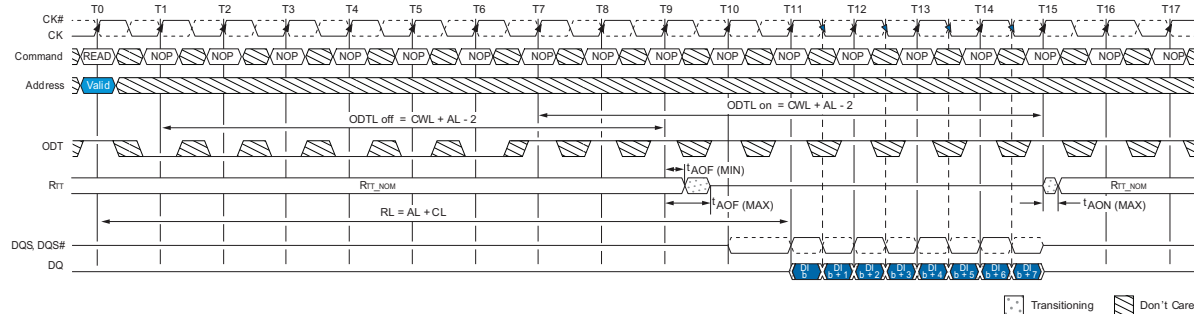 T0 T1 T2 T3 T4 T5 T6 T7 T8 T9 T10 T11 T12 T13 T14 T15 T16 T17
CK#
CK
Command READ NOP NOP NOP NOP NOP NOP NOP NOP NOP NOP NOP NOP NOP NOP NOP NOP NOP
Address Valid
ODTL on = CWL + AL - 2
ODTL off = CWL + AL - 2
ODT
tAOF (MIN)
RTT RTT_NOM RTT_NOM
tAOF (MAX) tAON (MAX)
RL = AL + CL
DQS, DQS#
DQ DI b DI b + 1 DI b + 2 DI b + 3 DI b + 4 DI b + 5 DI b + 6 DI b + 7
Transitioning Don't Care